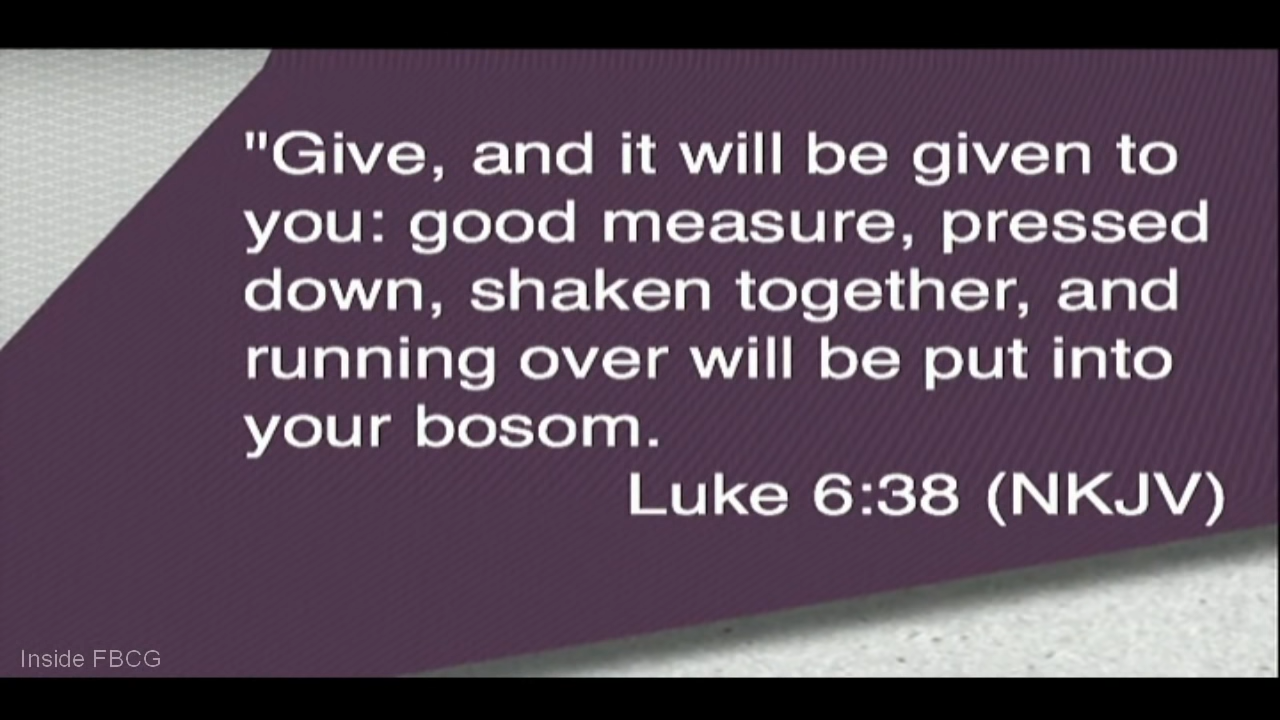 "Give, and it will be given to
you: good measure, pressed
down, shaken together, and
running over will be put into
your bosom.
Luke 6:38 (NKJV)
Inside FBCG